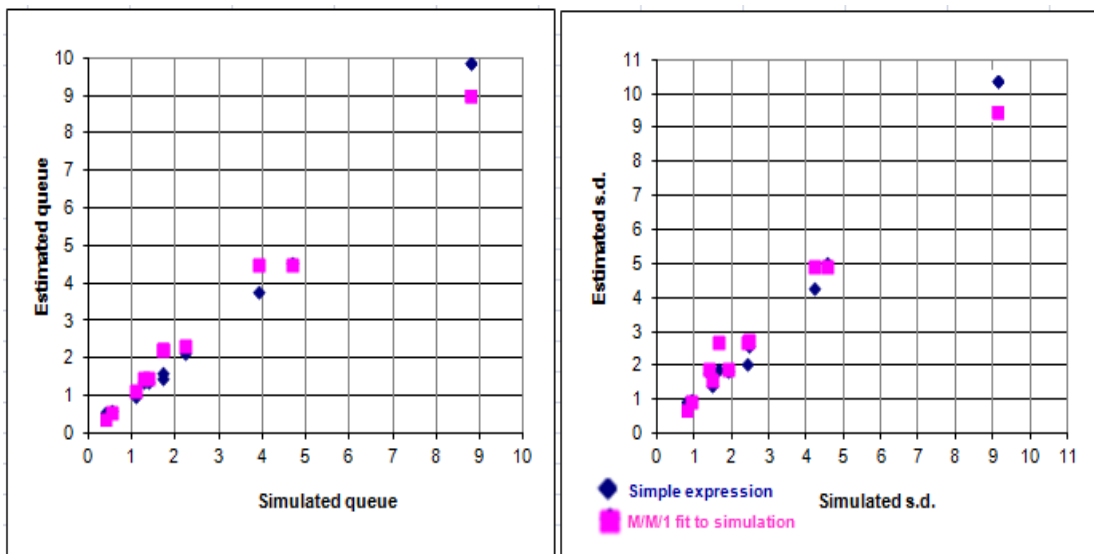 10
9
8
7
6
5
4
3
2
1
0
0 1 2 3 4 5 6 7 8 9 10
Estimated queue
Simulated queue
11
10
9
8
7
6
5
4
3
2
1
0
0 1 2 3 4 5 6 7 8 9 10 11
Estimated s.d.
Simulated s.d.
Simple expression
M/M/1 fit to simulation